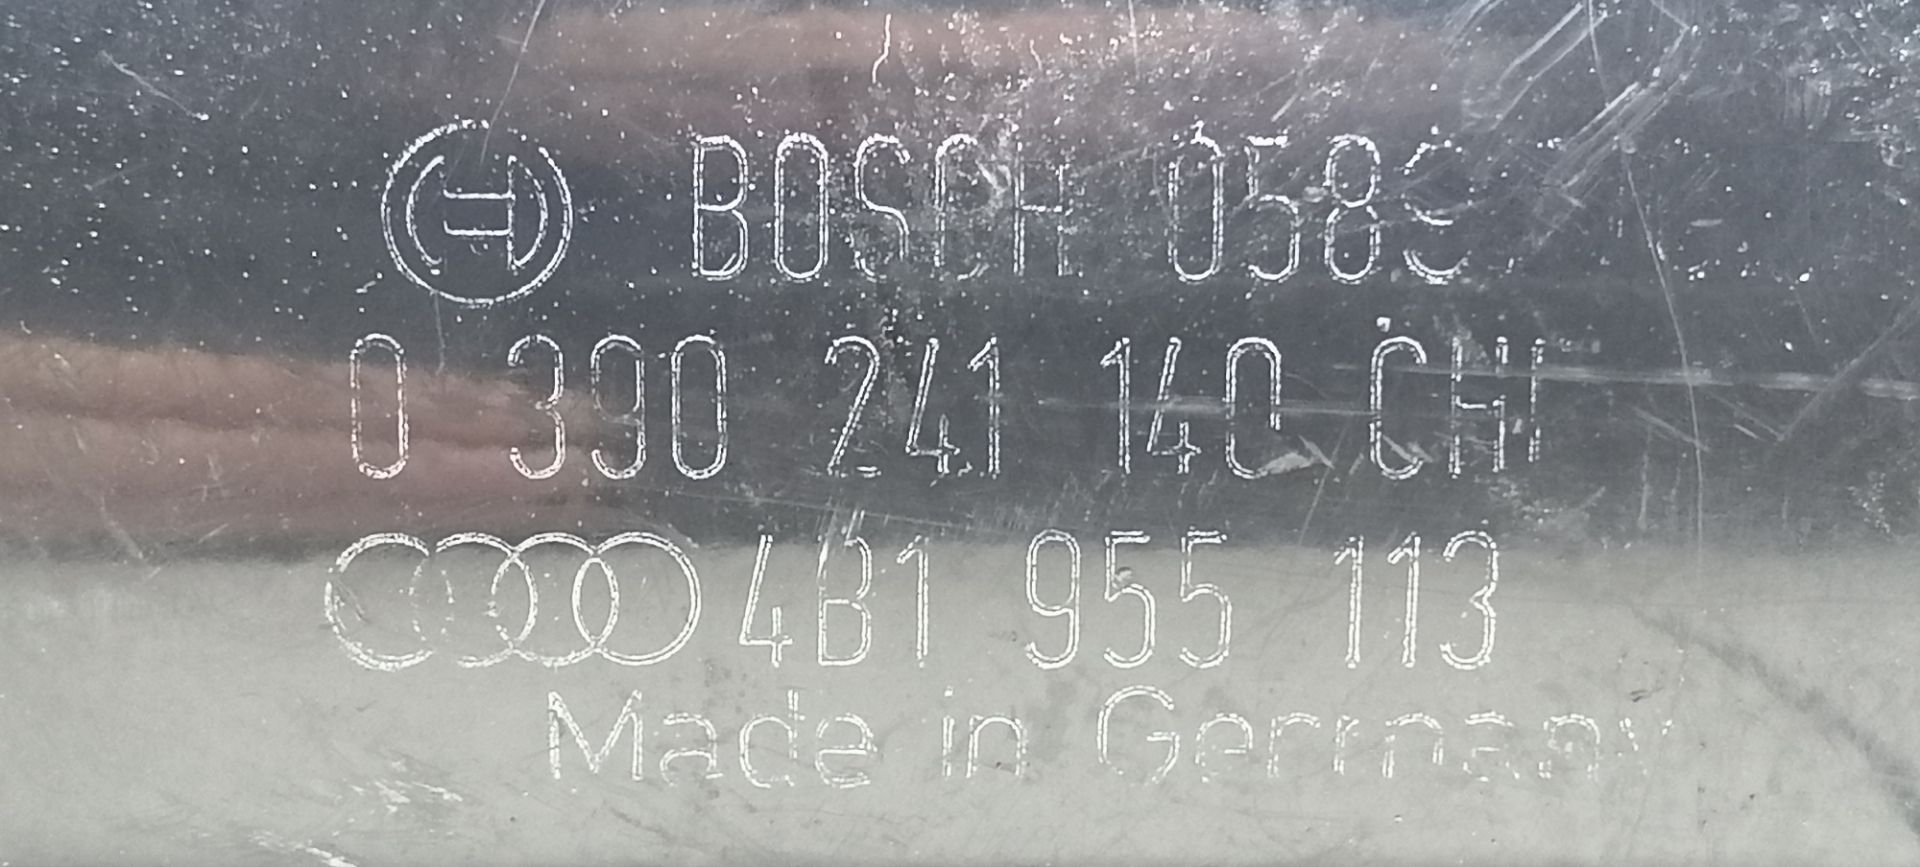 BOSCH 0589
0 390 241 140 CHI
4B1 955 113
Made in Germany